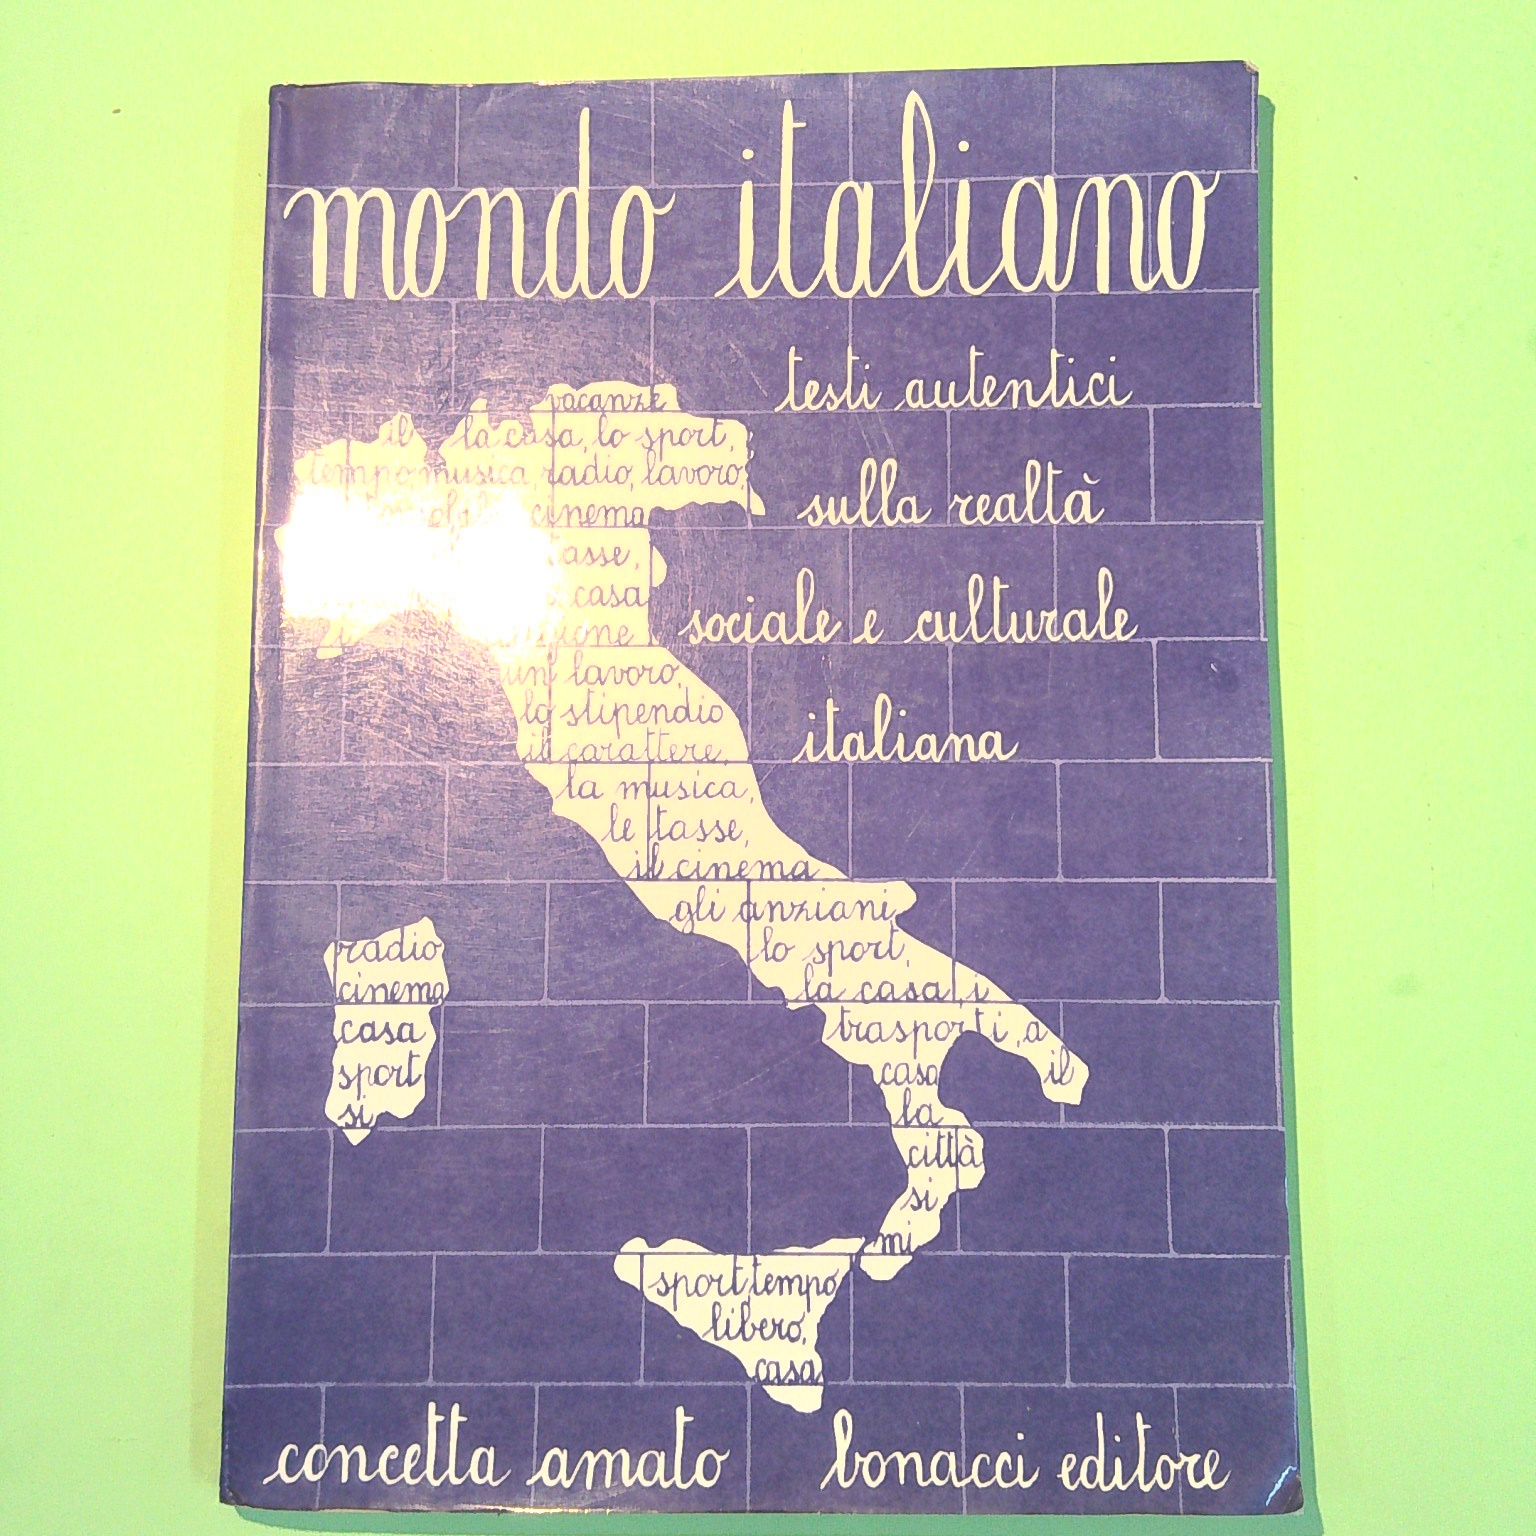 mondo italiano
testi autentici
sulla realtà
sociale e culturale
italiana
vacanze
il la casa, lo sport,
tempo, musica, radio, lavoro,
cinema
tasse,
casa
un lavoro,
lo stipendio
il carattere,
la musica,
le tasse,
il cinema
gli anziani,
lo sport,
la casa, i
trasporti, a
casa il
la
città
si
mi
radio
cinema
casa
sport
si
sport, tempo
libero,
casa
concetta amato bonacci editore